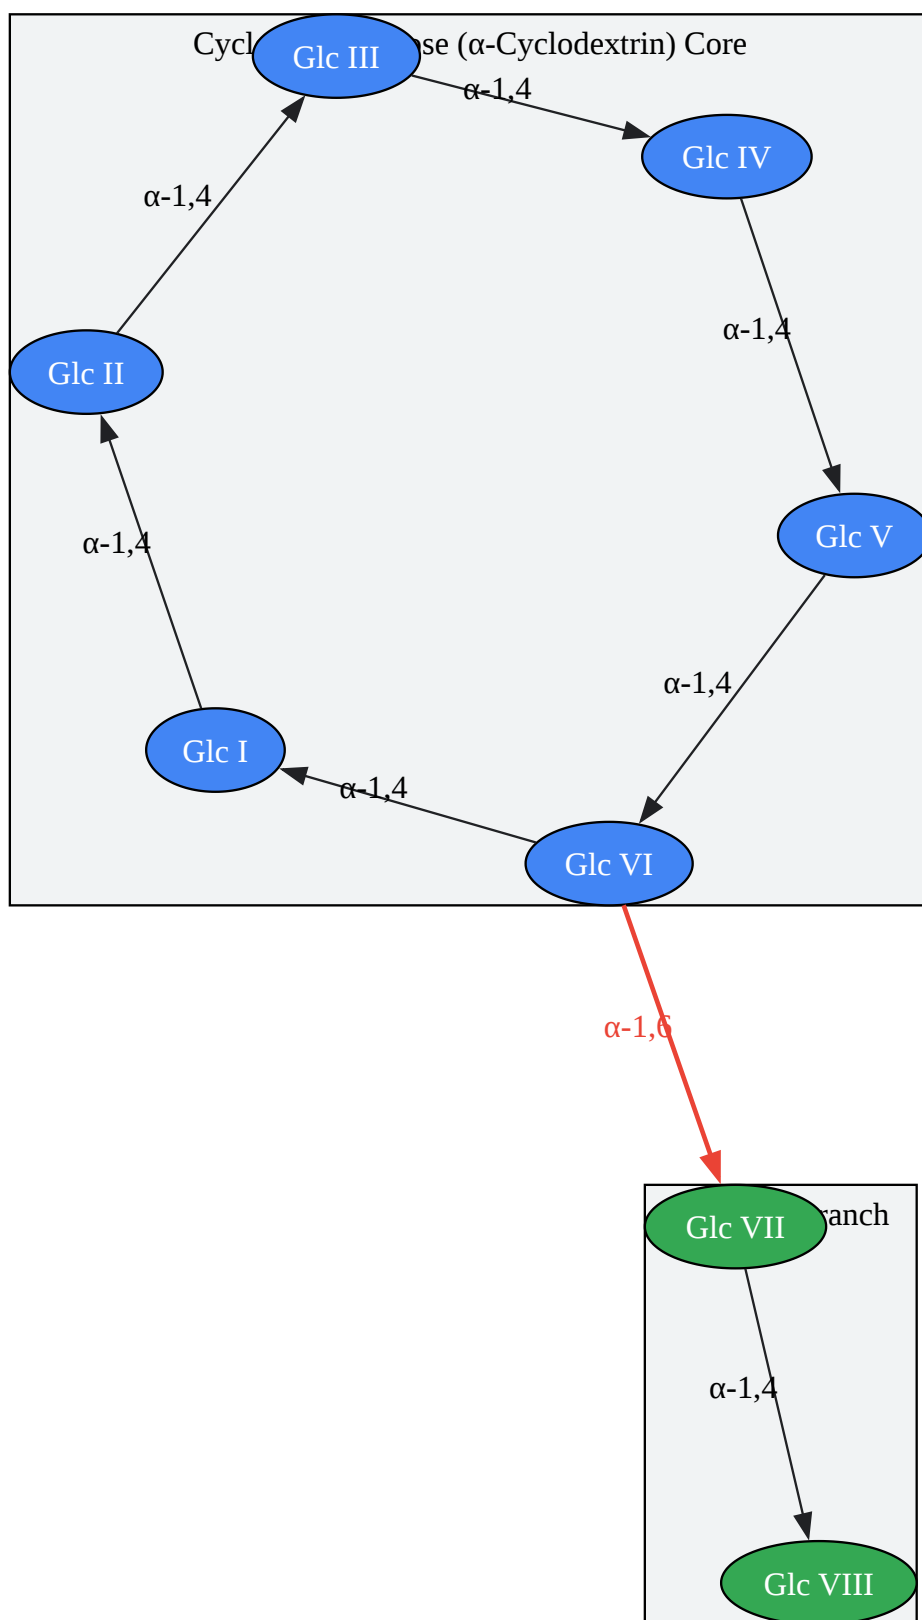 Cycl ose (α-Cyclodextrin) Core
Glc III
α-1,4
Glc IV
α-1,4
α-1,4
Glc II
Glc V
α-1,4
α-1,4
Glc I
α-1,4
Glc VI
α-1,6
Glc VII
ranch
α-1,4
Glc VIII